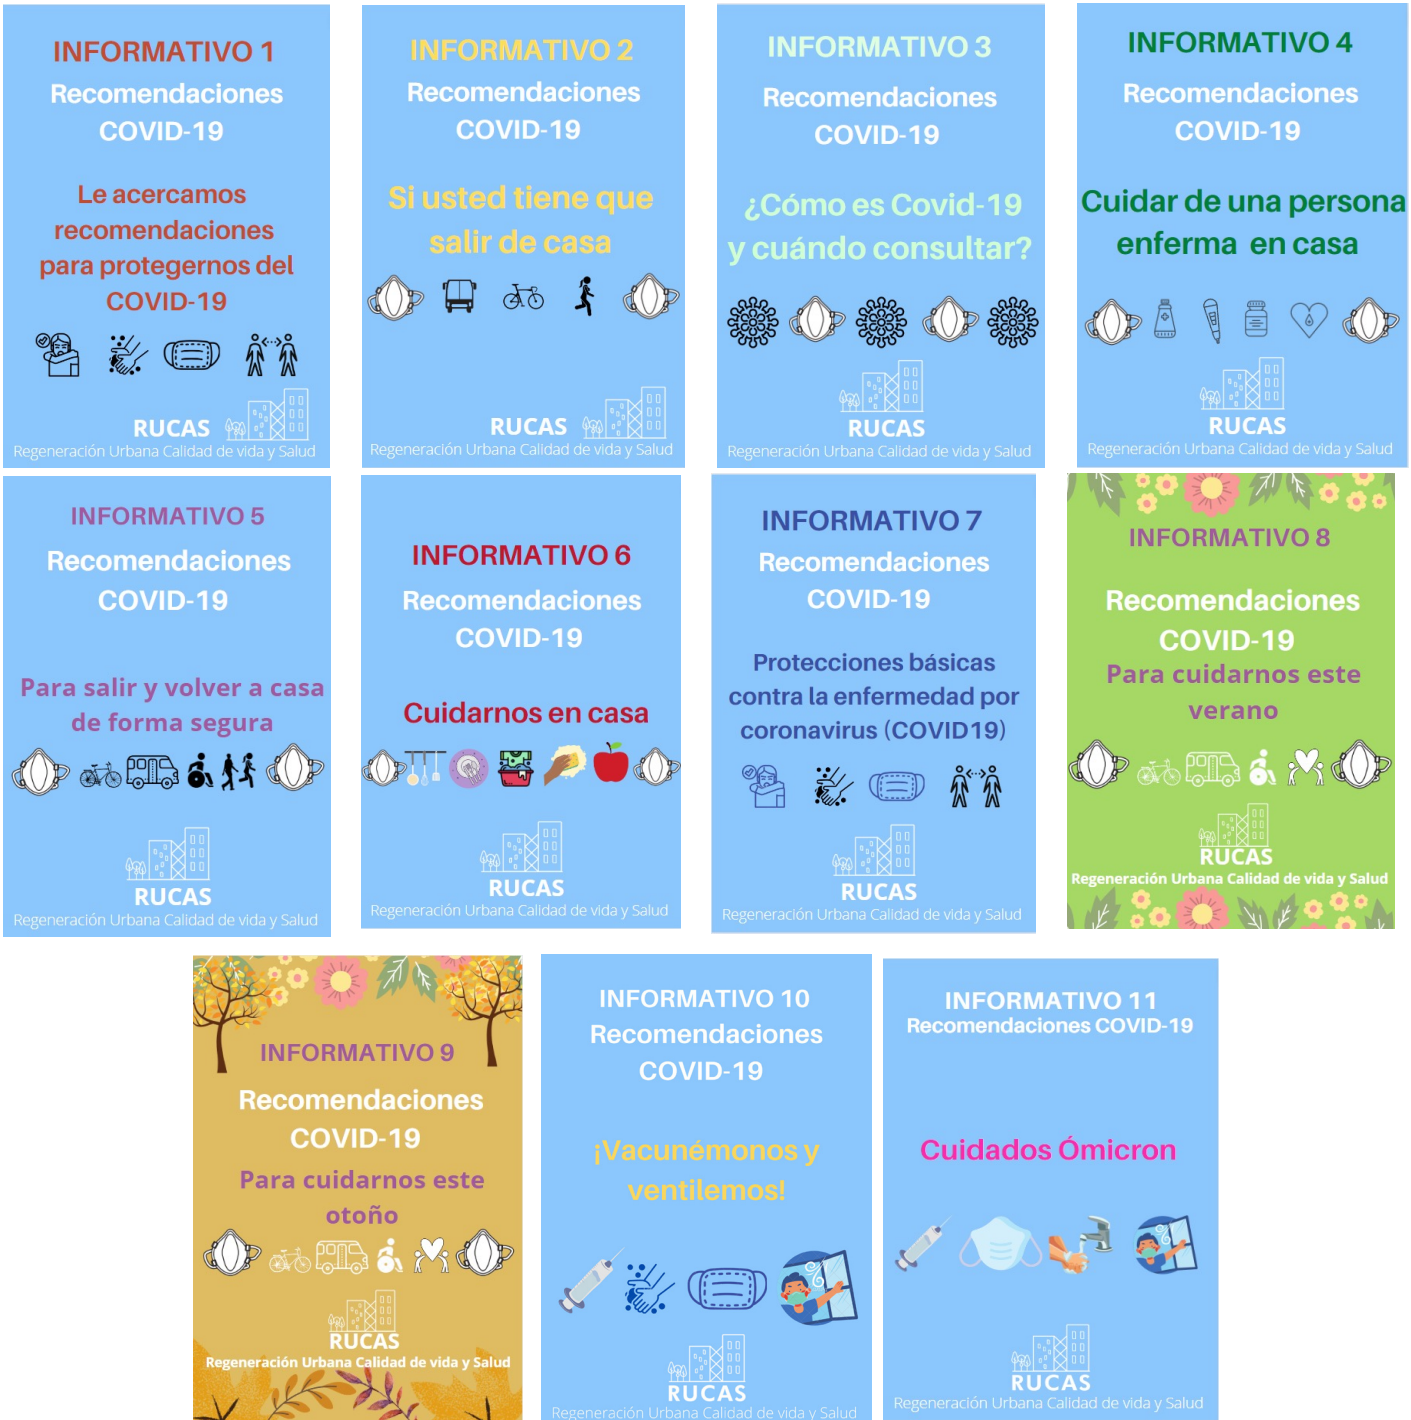 INFORMATIVO 1
Recomendaciones
COVID-19
Le acercamos
recomendaciones
para protegernos del
COVID-19
RUCAS
Regeneración Urbana Calidad de vida y Salud
INFORMATIVO 2
Recomendaciones
COVID-19
Si usted tiene que
salir de casa
RUCAS
Regeneración Urbana Calidad de vida y Salud
INFORMATIVO 3
Recomendaciones
COVID-19
¿Cómo es Covid-19
y cuándo consultar?
RUCAS
Regeneración Urbana Calidad de vida y Salud
INFORMATIVO 4
Recomendaciones
COVID-19
Cuidar de una persona
enferma en casa
RUCAS
Regeneración Urbana Calidad de vida y Salud
INFORMATIVO 5
Recomendaciones
COVID-19
Para salir y volver a casa
de forma segura
RUCAS
Regeneración Urbana Calidad de vida y Salud
INFORMATIVO 6
Recomendaciones
COVID-19
Cuidarnos en casa
RUCAS
Regeneración Urbana Calidad de vida y Salud
INFORMATIVO 7
Recomendaciones
COVID-19
Protecciones básicas
contra la enfermedad por
coronavirus (COVID19)
RUCAS
Regeneración Urbana Calidad de vida y Salud
INFORMATIVO 8
Recomendaciones
COVID-19
Para cuidarnos este
verano
RUCAS
Regeneración Urbana Calidad de vida y Salud
INFORMATIVO 9
Recomendaciones
COVID-19
Para cuidarnos este
otoño
RUCAS
Regeneración Urbana Calidad de vida y Salud
INFORMATIVO 10
Recomendaciones
COVID-19
¡Vacunémonos y
ventilemos!
RUCAS
Regeneración Urbana Calidad de vida y Salud
INFORMATIVO 11
Recomendaciones COVID-19
Cuidados Ómicron
RUCAS
Regeneración Urbana Calidad de vida y Salud